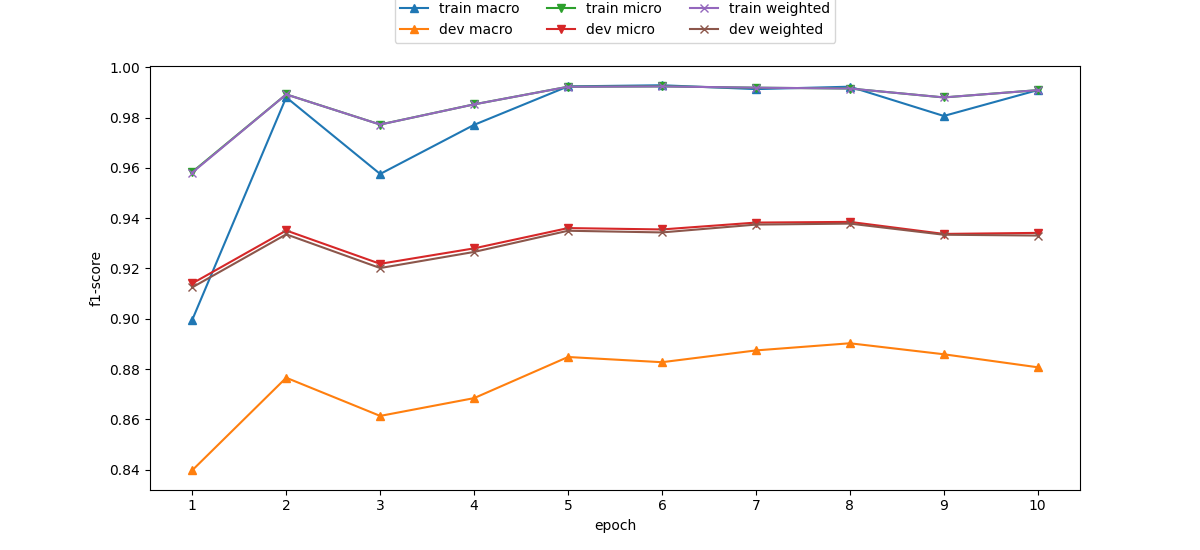 train macro train micro train weighted
dev macro dev micro dev weighted
1.00
0.98
0.96
0.94
0.92
0.90
0.88
0.86
0.84
f1-score
1 2 3 4 5 6 7 8 9 10
epoch